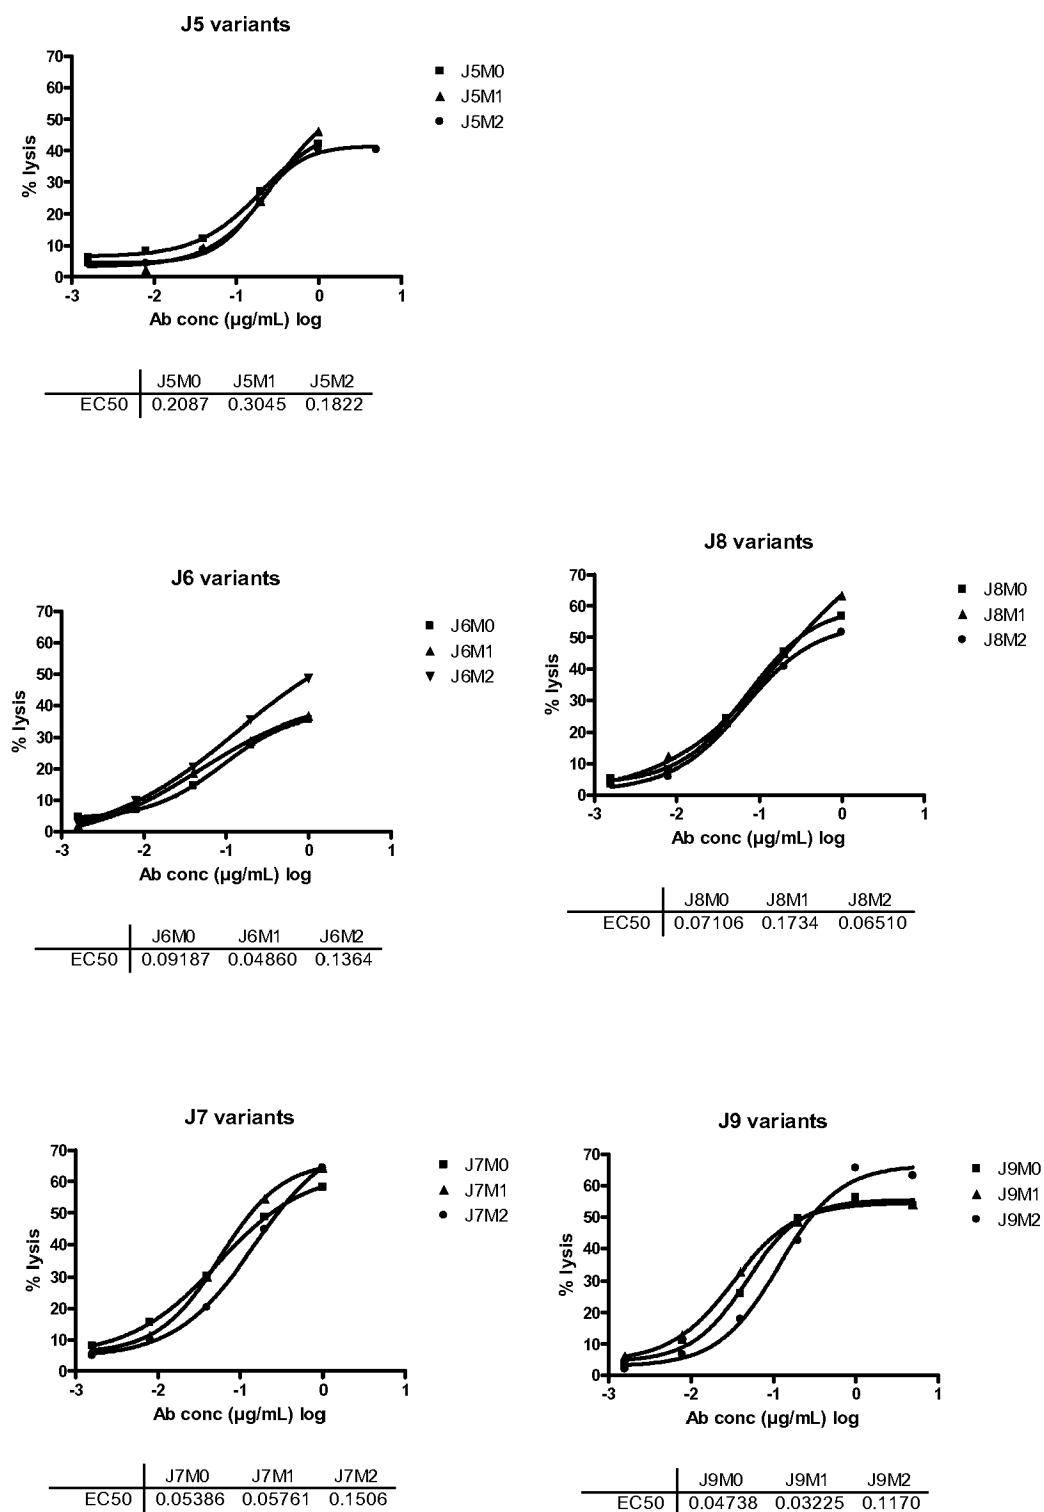 J5 variants
70
60
50
40
30
20
10
0
% lysis
-3 -2 -1 0 1
Ab conc (µg/mL) log
J5M0
J5M1
J5M2
J5M0 J5M1 J5M2
EC50 0.2087 0.3045 0.1822
J6 variants
70
60
50
40
30
20
10
0
% lysis
-3 -2 -1 0 1
Ab conc (µg/mL) log
J6M0
J6M1
J6M2
J6M0 J6M1 J6M2
EC50 0.09187 0.04860 0.1364
J8 variants
70
60
50
40
30
20
10
0
% lysis
-3 -2 -1 0 1
Ab conc (µg/mL) log
J8M0
J8M1
J8M2
J8M0 J8M1 J8M2
EC50 0.07106 0.1734 0.06510
J7 variants
70
60
50
40
30
20
10
0
% lysis
-3 -2 -1 0 1
Ab conc (µg/mL) log
J7M0
J7M1
J7M2
J7M0 J7M1 J7M2
EC50 0.05386 0.05761 0.1506
J9 variants
70
60
50
40
30
20
10
0
% lysis
-3 -2 -1 0 1
Ab conc (µg/mL) log
J9M0
J9M1
J9M2
J9M0 J9M1 J9M2
EC50 0.04738 0.03225 0.1170